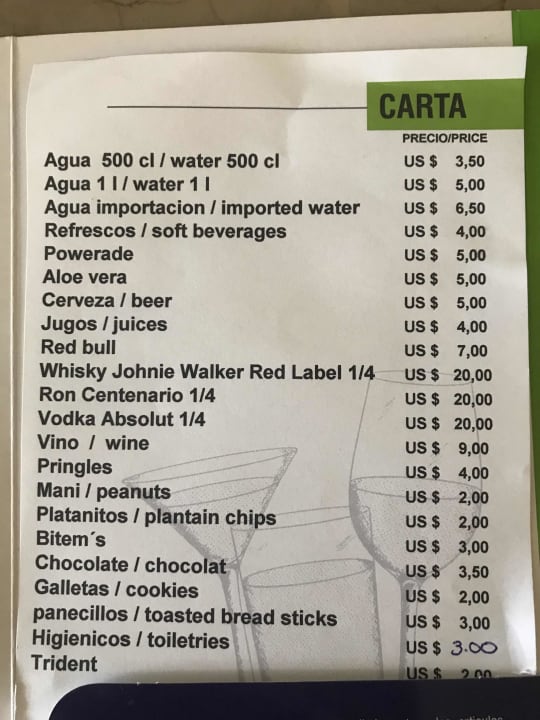 CARTA
PRECIO/PRICE
Agua 500 cl / water 500 cl US $ 3,50
Agua 1 l / water 1 l US $ 5,00
Agua importacion / imported water US $ 6,50
Refrescos / soft beverages US $ 4,00
Powerade US $ 5,00
Aloe vera US $ 5,00
Cerveza / beer US $ 5,00
Jugos / juices US $ 4,00
Red bull US $ 7,00
Whisky Johnie Walker Red Label 1/4 US $ 20,00
Ron Centenario 1/4 US $ 20,00
Vodka Absolut 1/4 US $ 20,00
Vino / wine US $ 9,00
Pringles US $ 4,00
Mani / peanuts US $ 2,00
Platanitos / plantain chips US $ 2,00
Bitem´s US $ 3,00
Chocolate / chocolat US $ 3,50
Galletas / cookies US $ 2,00
panecillos / toasted bread sticks US $ 3,00
Higienicos / toiletries US $ 3.00
Trident US $ 2,00